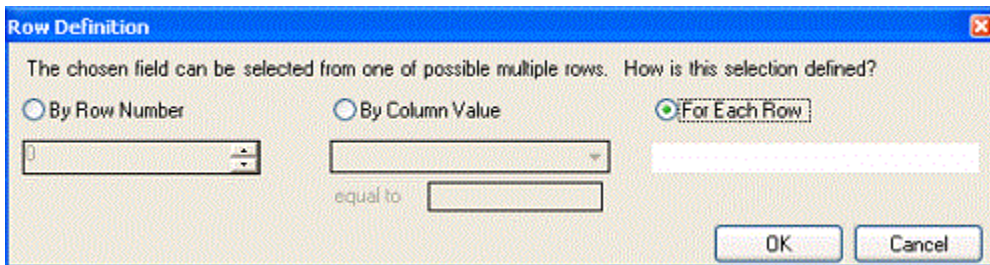 Row Definition
The chosen field can be selected from one of possible multiple rows. How is this selection defined?
By Row Number By Column Value For Each Row
0
equal to
OK Cancel